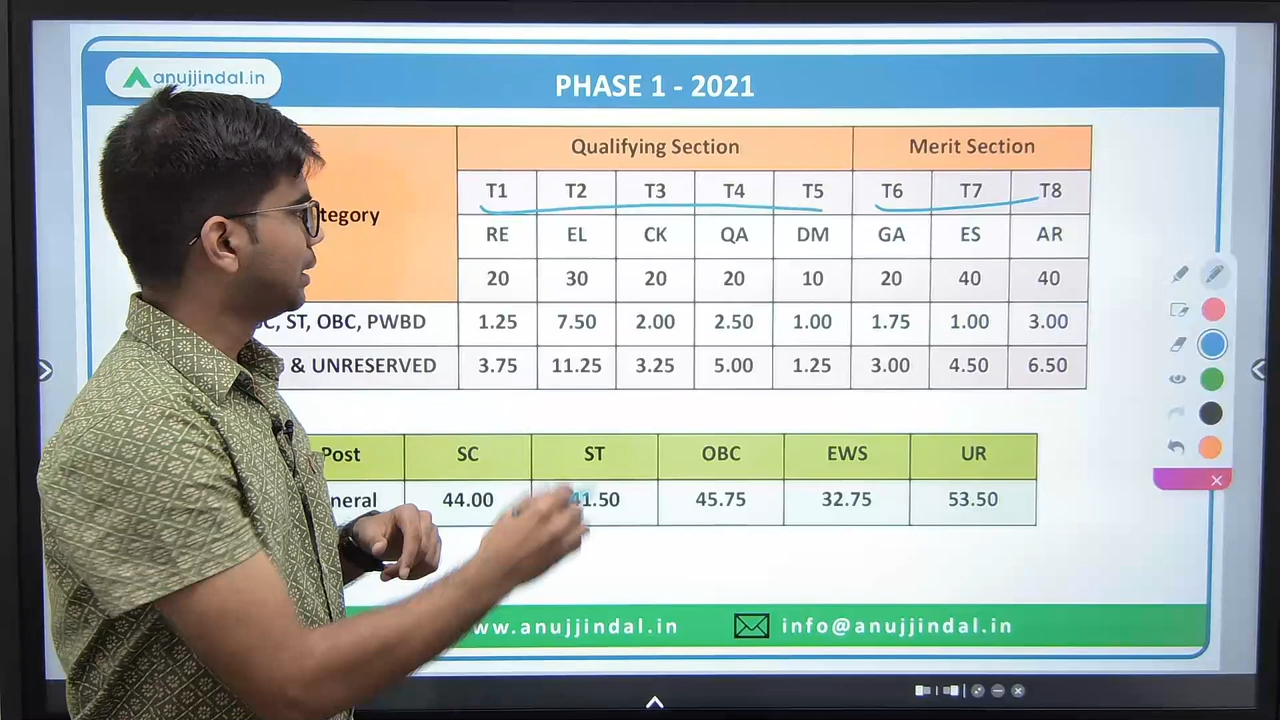 anujjindal.in
PHASE 1 - 2021
Qualifying Section Merit Section
T1 T2 T3 T4 T5 T6 T7 T8
tegory
RE EL CK QA DM GA ES AR
20 30 20 20 10 20 40 40
C, ST, OBC, PWBD 1.25 7.50 2.00 2.50 1.00 1.75 1.00 3.00
& UNRESERVED 3.75 11.25 3.25 5.00 1.25 3.00 4.50 6.50
Post SC ST OBC EWS UR
neral 44.00 41.50 45.75 32.75 53.50
ww.anujjindal.in info@anujjindal.in